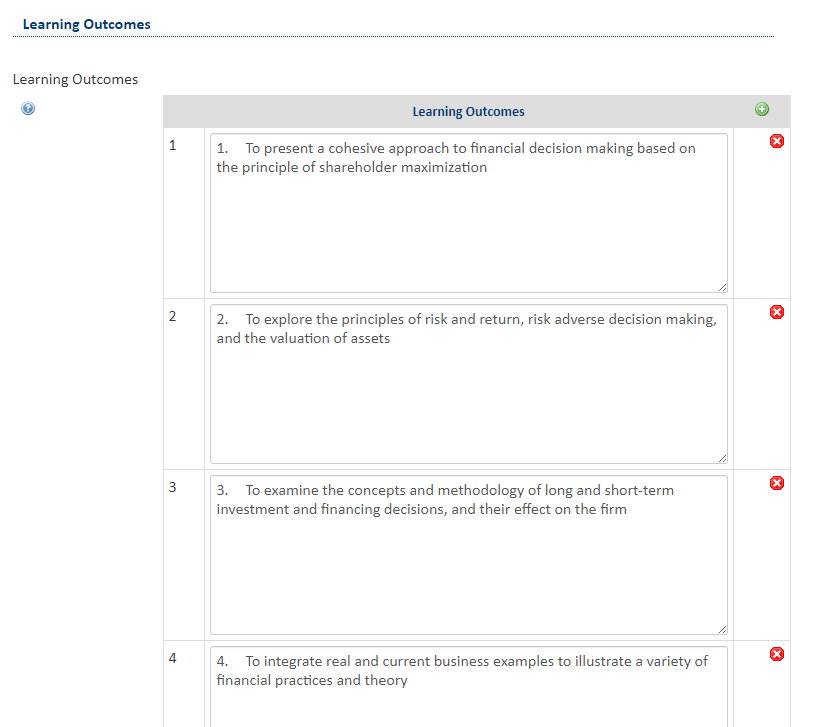 Learning Outcomes
Learning Outcomes
Learning Outcomes
1
1. To present a cohesive approach to financial decision making based on
the principle of shareholder maximization
2
2. To explore the principles of risk and return, risk adverse decision making,
and the valuation of assets
3
3. To examine the concepts and methodology of long and short-term
investment and financing decisions, and their effect on the firm
4
4. To integrate real and current business examples to illustrate a variety of
financial practices and theory